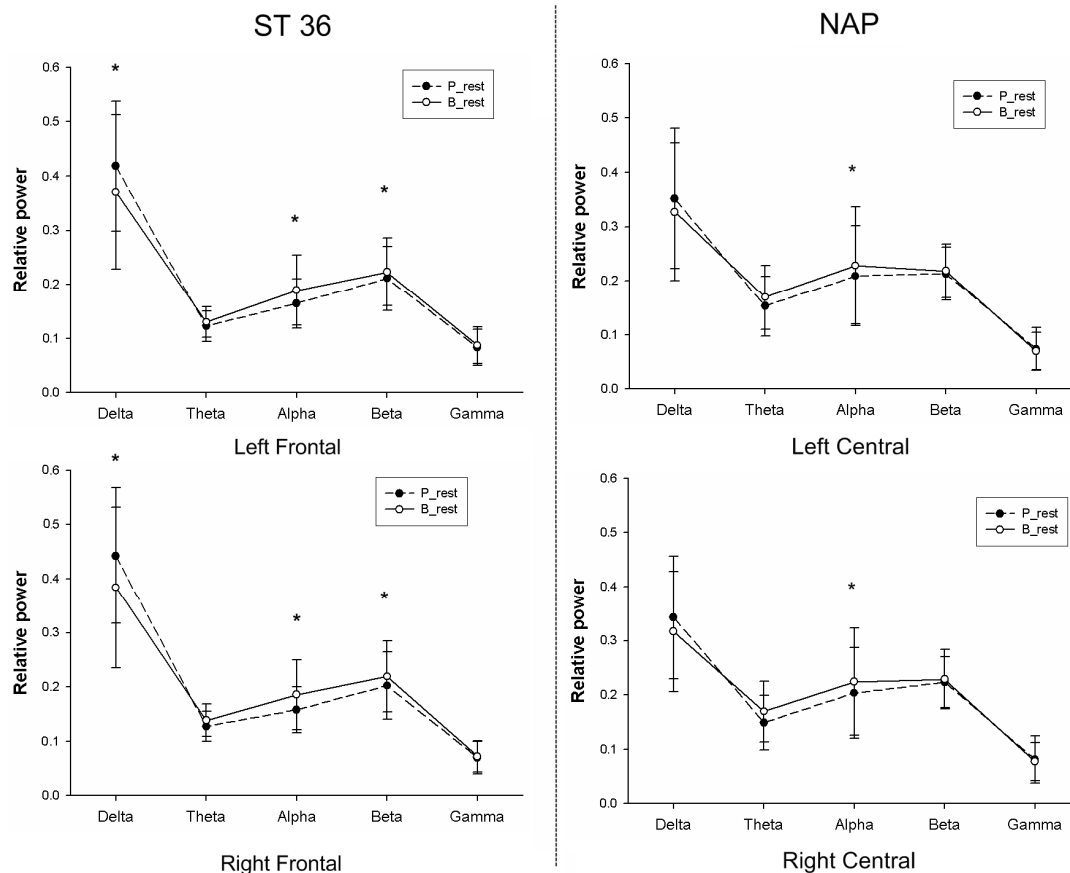 ST 36
NAP
*
* *
P_rest
B_rest
Relative power
0.6
0.5
0.4
0.3
0.2
0.1
0.0
Delta Theta Alpha Beta Gamma
Left Frontal
*
P_rest
B_rest
Relative power
0.6
0.5
0.4
0.3
0.2
0.1
0.0
Delta Theta Alpha Beta Gamma
Left Central
*
* *
P_rest
B_rest
Relative power
0.6
0.5
0.4
0.3
0.2
0.1
0.0
Delta Theta Alpha Beta Gamma
Right Frontal
*
P_rest
B_rest
Relative power
0.6
0.5
0.4
0.3
0.2
0.1
0.0
Delta Theta Alpha Beta Gamma
Right Central